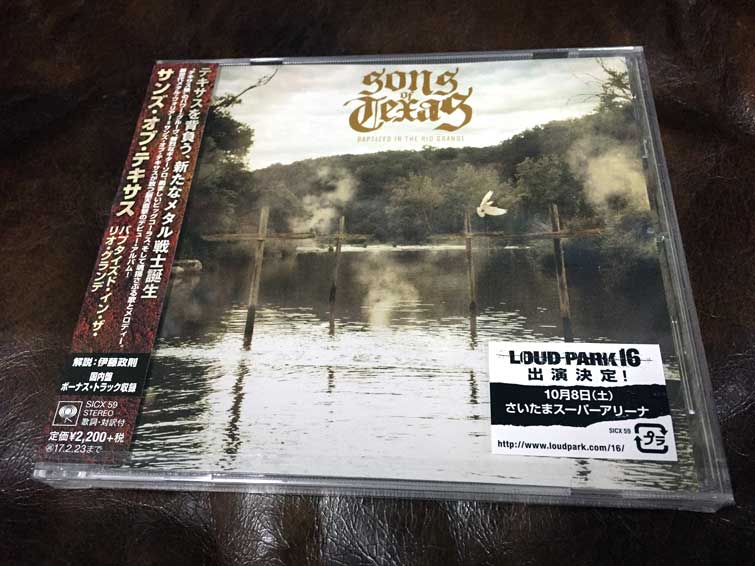 sons
of
Texas
BAPTIZED IN THE RIO GRANDE
テキサスを背負う、新たなメタル戦士誕生
サンズ・オブ・テキサス
バプタイズド・イン・ザ・
リオ・グランデ
解説:伊藤政則
国内盤
ボーナス・トラック収録
SICX 59
STEREO
歌詞・対訳付
定価¥2,200+税
17.2.23まで
LOUD PARK 16
出演決定!
10月8日(土)
さいたまスーパーアリーナ
SICX 59
http://www.loudpark.com/16/
プラ